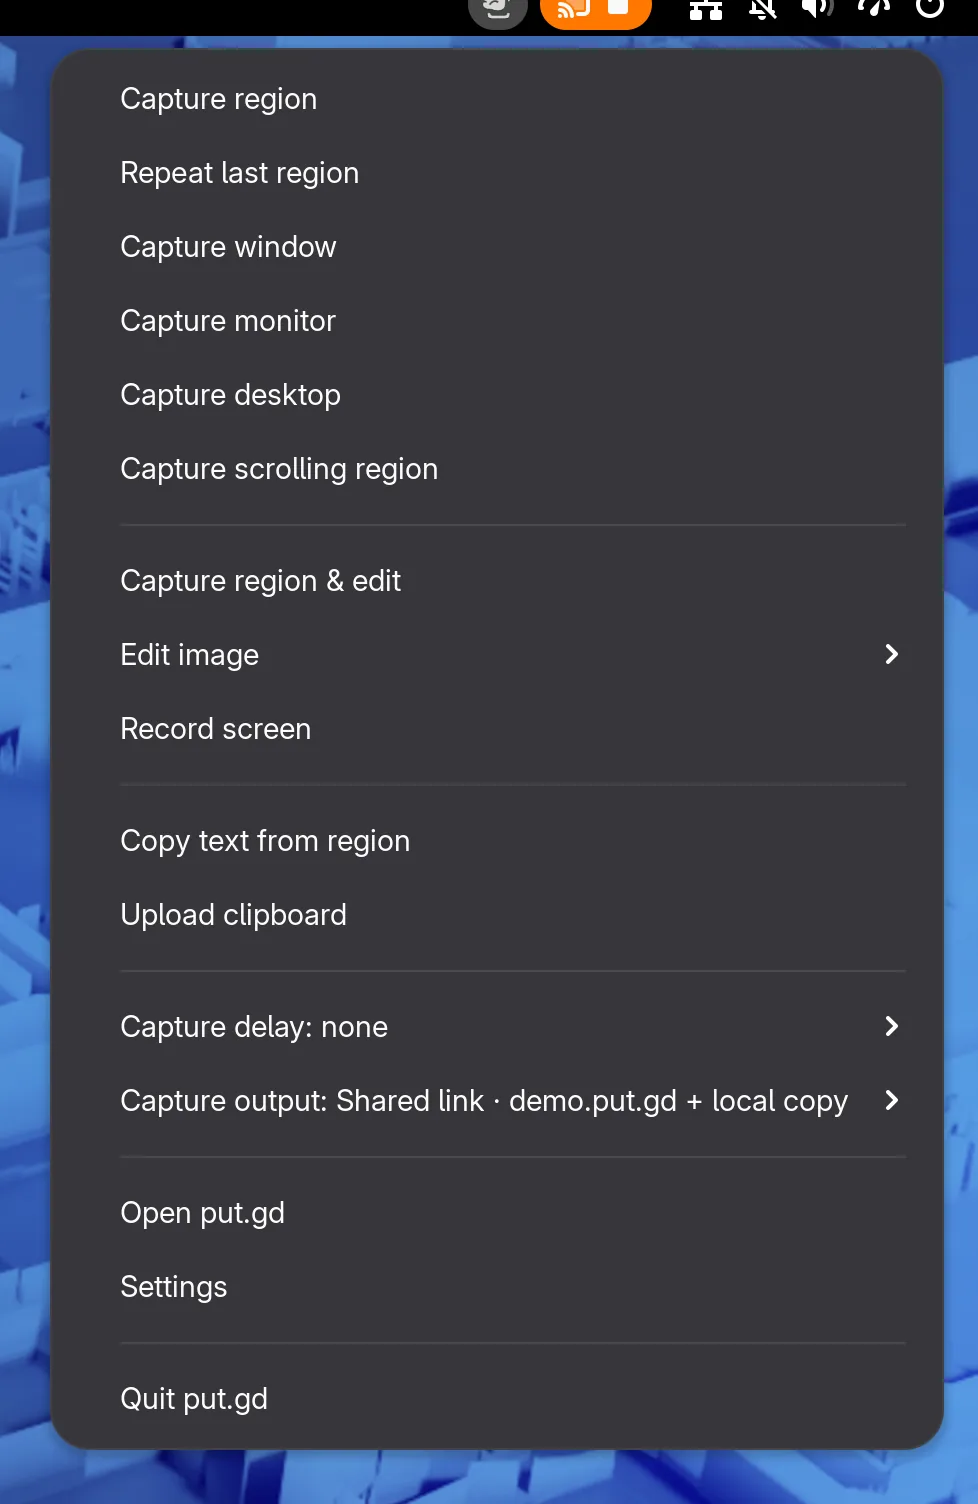 Capture region
Repeat last region
Capture window
Capture monitor
Capture desktop
Capture scrolling region
Capture region & edit
Edit image
Record screen
Copy text from region
Upload clipboard
Capture delay: none
Capture output: Shared link · demo.put.gd + local copy
Open put.gd
Settings
Quit put.gd